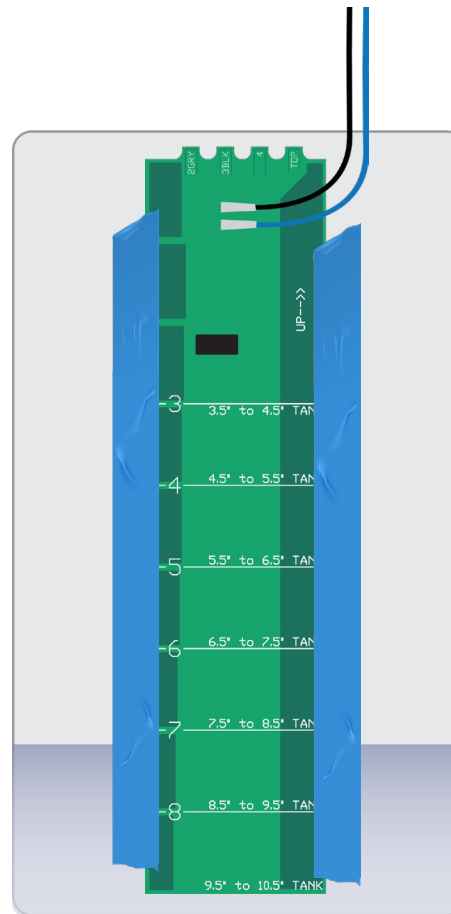 2GRY
3BLK
4
TOP
UP-->>
3
3.5" to 4.5" TAN
4
4.5" to 5.5" TAN
5
5.5" to 6.5" TAN
6
6.5" to 7.5" TAN
7
7.5" to 8.5" TAN
8
8.5" to 9.5" TAN
9.5" to 10.5" TANK